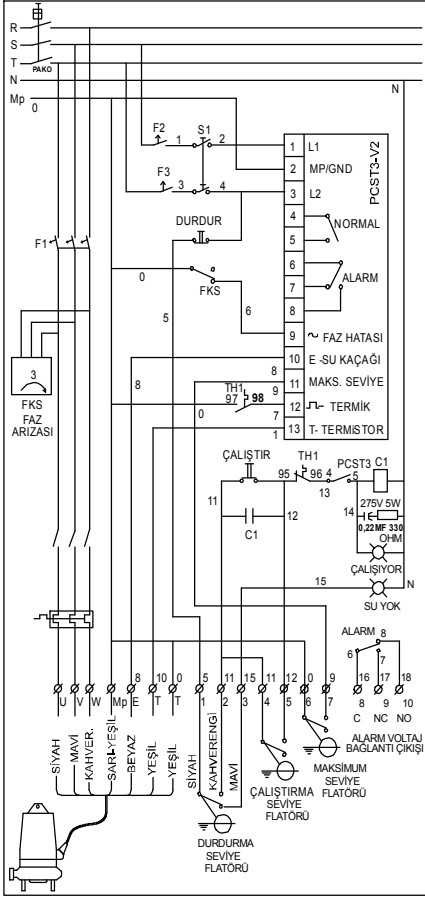 R
S
T
N
Mp
PAKO
0
N
F2
1
S1
2
F3
3
4
DURDUR
0
FKS
5
6
1 L1
2 MP/GND
3 L2
4
5
NORMAL
6
7
ALARM
8
9 ~ FAZ HATASI
10 E -SU KAÇAĞI
11 MAKS. SEVİYE
12 TERMİK
13 T- TERMiSTOR
PCST3-V2
F1
3
FKS
FAZ
ARIZASI
8
8
9
7
1
0
TH1
97 98
ÇALIŞTIR
TH1
PCST3
C1
95 96 4
5
13
11
12
C1
14
275V 5W
0,22MF 330
OHM
ÇALIŞIYOR
15
N
SU YOK
ALARM 8
6
7
16 17 18
8 9 10
C NC NO
ALARM VOLTAJ
BAĞLANTI ÇIKIŞI
8 10 0 5 11 15 11 12 0 9
U V W Mp E T T 1 2 3 4 5 6 7
SİYAH
MAVİ
KAHVER.
SARI-YEŞİL
BEYAZ
YEŞİL
YEŞİL
SİYAH
KAHVERENGİ
MAVİ
MAKSİMUM
SEVİYE
FLATÖRÜ
ÇALIŞTIRMA
SEVİYE
FLATÖRÜ
DURDURMA
SEVİYE
FLATÖRÜ